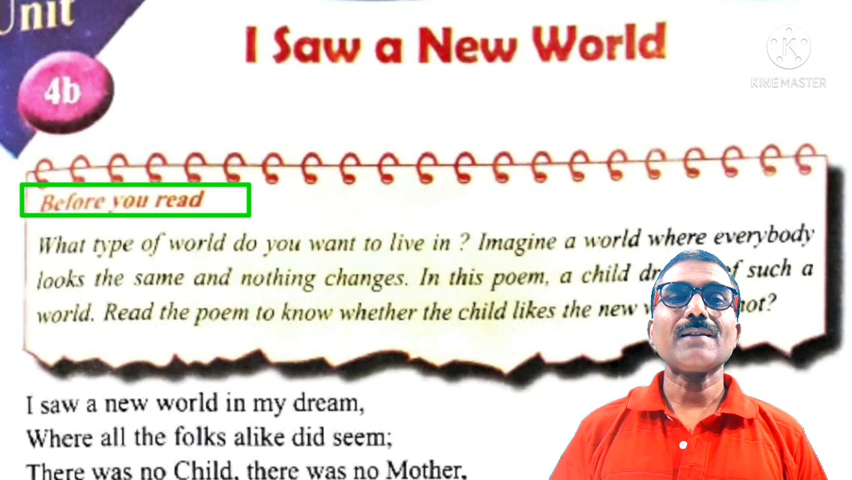 Unit
I Saw a New World
KINEMASTER
4b
Before you read
What type of world do you want to live in ? Imagine a world where everybody
looks the same and nothing changes. In this poem, a child such a
world. Read the poem to know whether the child likes the new not?
I saw a new world in my dream,
Where all the folks alike did seem;
There was no Child, there was no Mother,